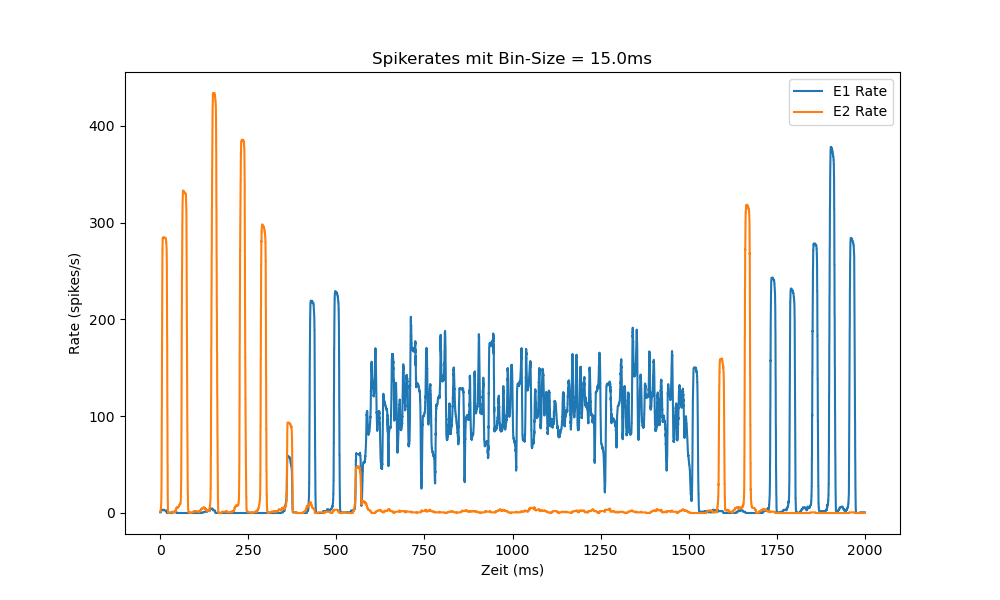 Spikerates mit Bin-Size = 15.0ms
E1 Rate
E2 Rate
Rate (spikes/s)
400
300
200
100
0
0 250 500 750 1000 1250 1500 1750 2000
Zeit (ms)